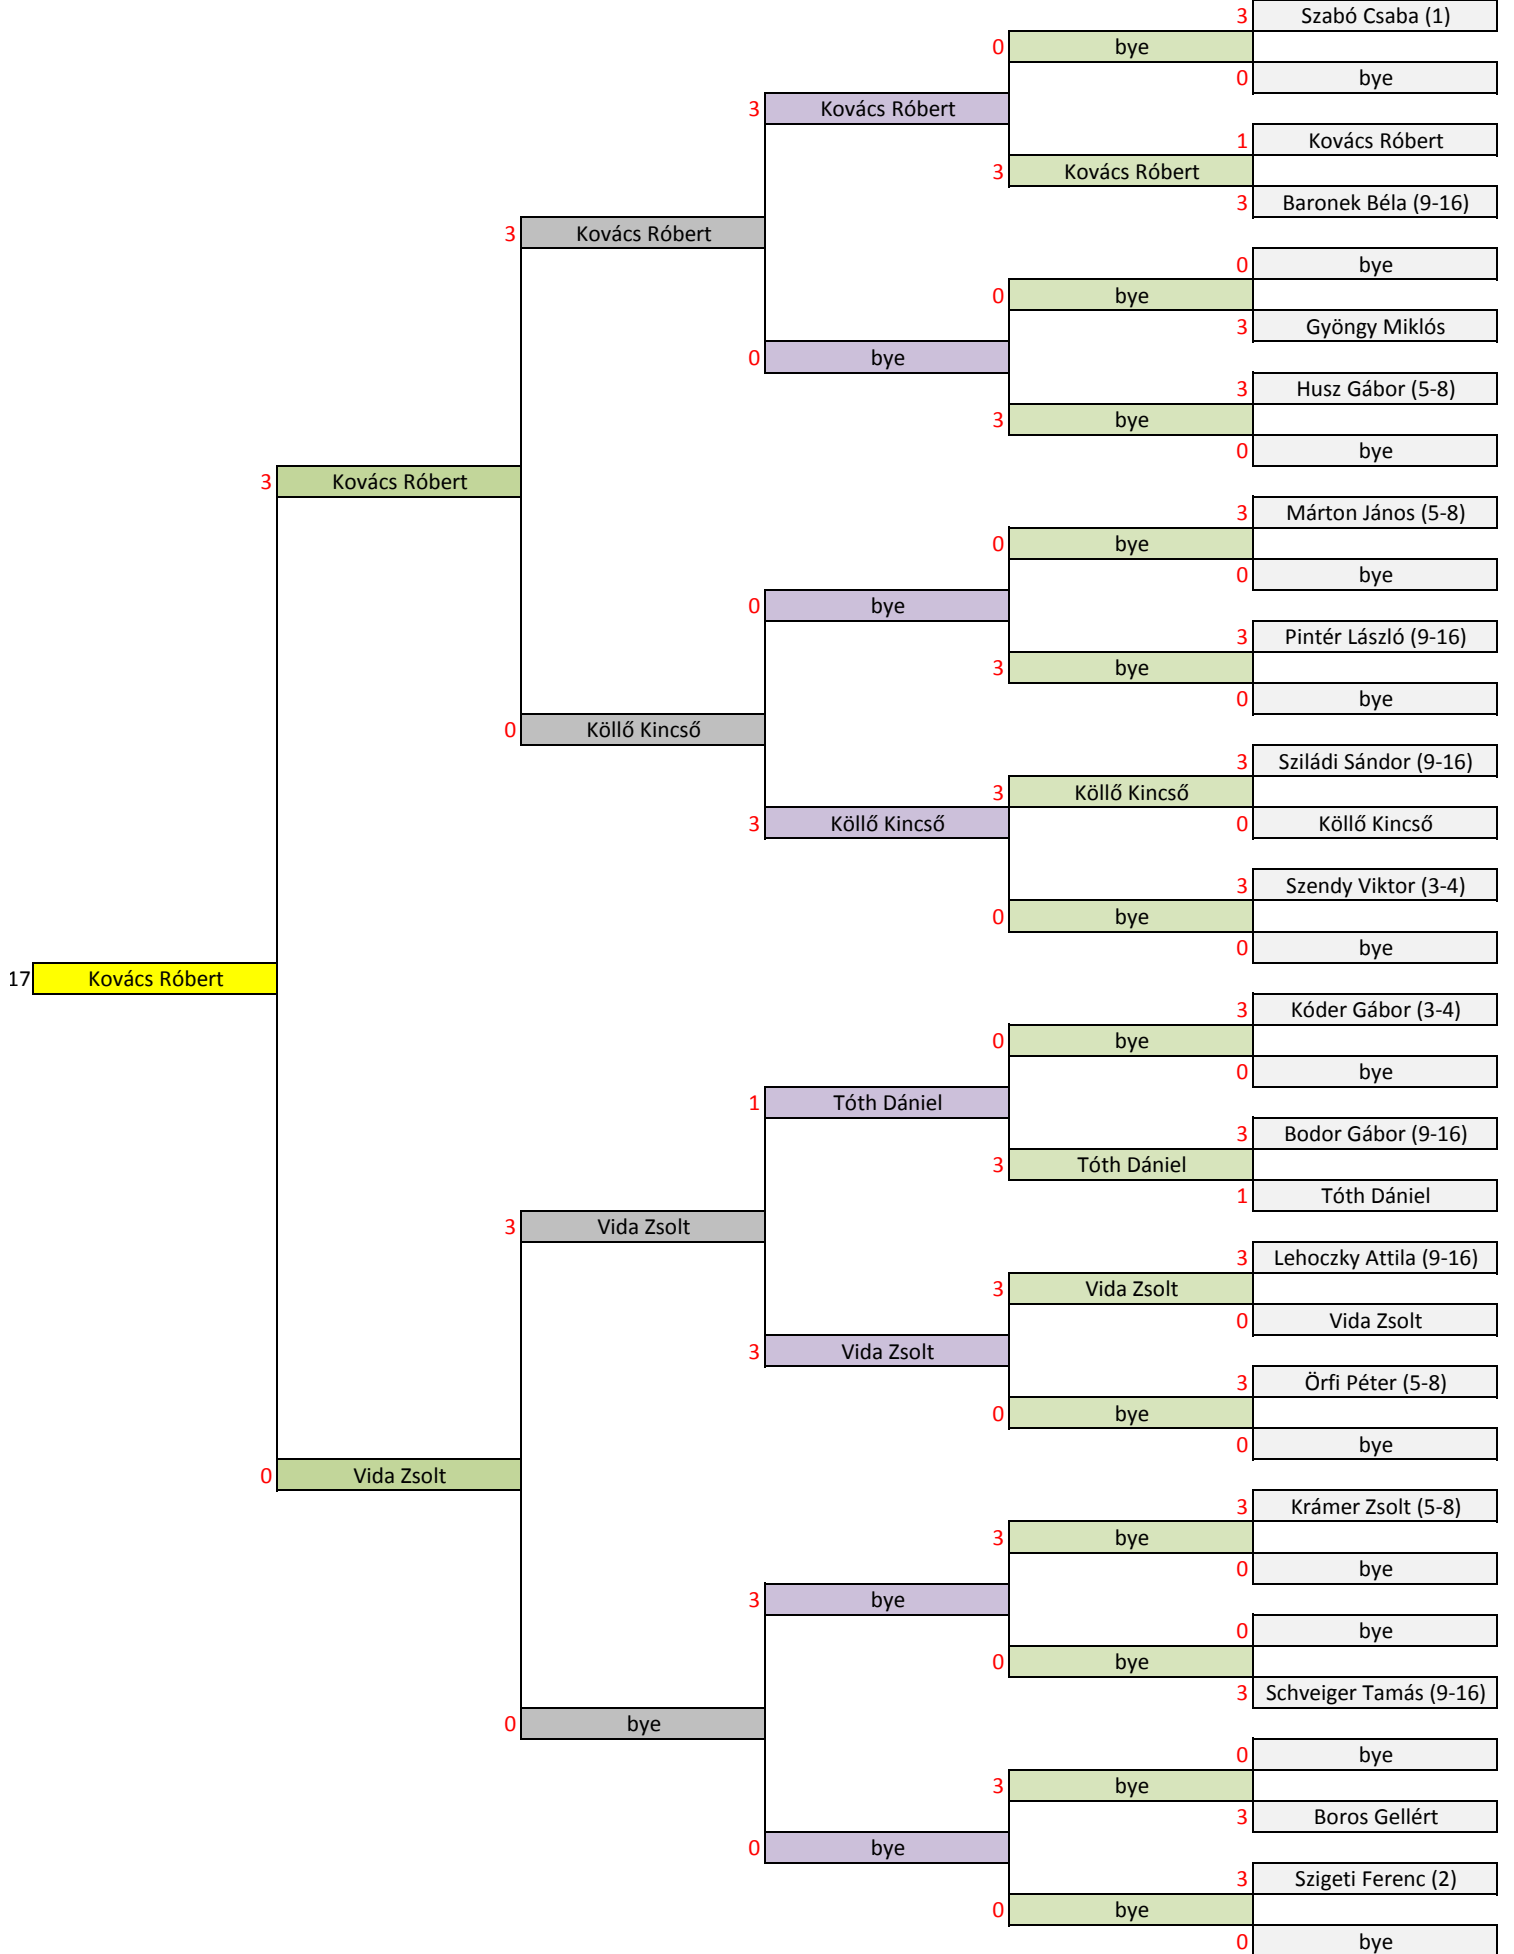 3 Szabó Csaba (1)
0 bye
0 bye
3 Kovács Róbert
1 Kovács Róbert
3 Kovács Róbert
3 Baronek Béla (9-16)
3 Kovács Róbert
0 bye
0 bye
3 Gyöngy Miklós
0 bye
3 Husz Gábor (5-8)
3 bye
0 bye
3 Kovács Róbert
3 Márton János (5-8)
0 bye
0 bye
0 bye
3 Pintér László (9-16)
3 bye
0 bye
0 Köllő Kincső
3 Sziládi Sándor (9-16)
3 Köllő Kincső
3 Köllő Kincső
0 Köllő Kincső
3 Szendy Viktor (3-4)
0 bye
0 bye
17 Kovács Róbert
3 Kóder Gábor (3-4)
0 bye
0 bye
1 Tóth Dániel
3 Bodor Gábor (9-16)
3 Tóth Dániel
1 Tóth Dániel
3 Vida Zsolt
3 Lehoczky Attila (9-16)
3 Vida Zsolt
0 Vida Zsolt
3 Vida Zsolt
3 Örfi Péter (5-8)
0 bye
0 bye
0 Vida Zsolt
3 Krámer Zsolt (5-8)
3 bye
0 bye
3 bye
0 bye
0 bye
3 Schveiger Tamás (9-16)
0 bye
0 bye
3 bye
3 Boros Gellért
0 bye
3 Szigeti Ferenc (2)
0 bye
0 bye